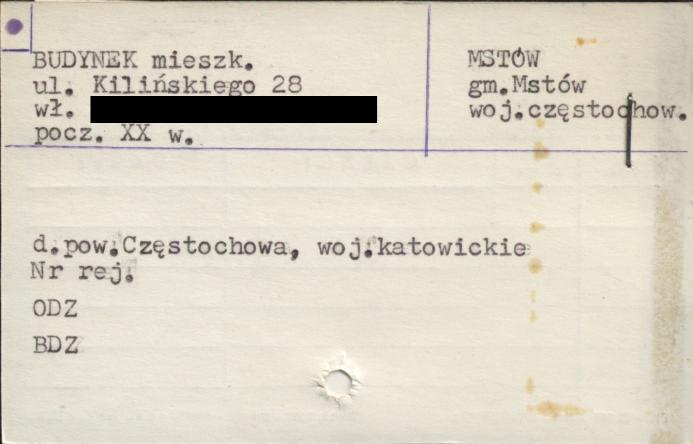 BUDYNEK mieszk.
ul. Kilińskiego 28
wł.
pocz. XX w.
MSTÓW
gm.Mstów
woj.częstochow.
d.pow.Częstochowa, woj.katowickie
Nr rej.
ODZ
BDZ